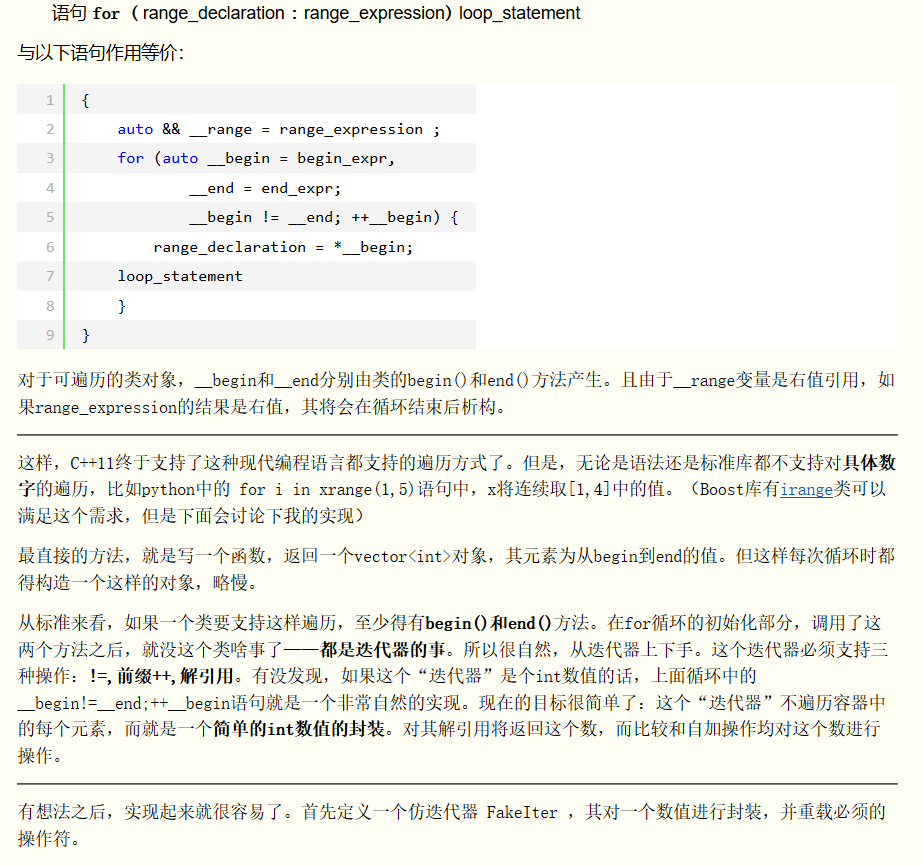 语句 for （range_declaration : range_expression）loop_statement
与以下语句作用等价：
1 {
2     auto && __range = range_expression ;
3     for (auto __begin = begin_expr,
4             __end = end_expr;
5             __begin != __end; ++__begin) {
6         range_declaration = *__begin;
7     loop_statement
8     }
9 }
对于可遍历的类对象，__begin和__end分别由类的begin()和end()方法产生。且由于__range变量是右值引用，如
果range_expression的结果是右值，其将会在循环结束后析构。
这样，C++11终于支持了这种现代编程语言都支持的遍历方式了。但是，无论是语法还是标准库都不支持对具体数
字的遍历，比如python中的 for i in xrange(1,5)语句中，x将连续取[1,4]中的值。（Boost库有irange类可以
满足这个需求，但是下面会讨论下我的实现）
最直接的方法，就是写一个函数，返回一个vector<int>对象，其元素为从begin到end的值。但这样每次循环时都
得构造一个这样的对象，略慢。
从标准来看，如果一个类要支持这样遍历，至少得有begin()和end()方法。在for循环的初始化部分，调用了这
两个方法之后，就没这个类啥事了——都是迭代器的事。所以很自然，从迭代器上下手。这个迭代器必须支持三
种操作：!=,前缀++,解引用。有没发现，如果这个“迭代器”是个int数值的话，上面循环中的
__begin!=__end;++__begin语句就是一个非常自然的实现。现在的目标很简单了：这个“迭代器”不遍历容器中
的每个元素，而就是一个简单的int数值的封装。对其解引用将返回这个数，而比较和自加操作均对这个数进行
操作。
有想法之后，实现起来就很容易了。首先定义一个仿迭代器 FakeIter ，其对一个数值进行封装，并重载必须的
操作符。